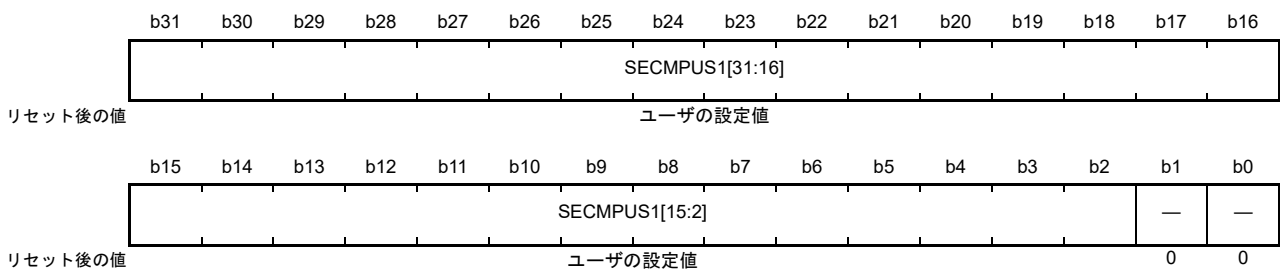 b31 b30 b29 b28 b27 b26 b25 b24 b23 b22 b21 b20 b19 b18 b17 b16
SECMPUS1[31:16]
リセット後の値 ユーザの設定値
b15 b14 b13 b12 b11 b10 b9 b8 b7 b6 b5 b4 b3 b2 b1 b0
SECMPUS1[15:2] — —
リセット後の値 ユーザの設定値 0 0